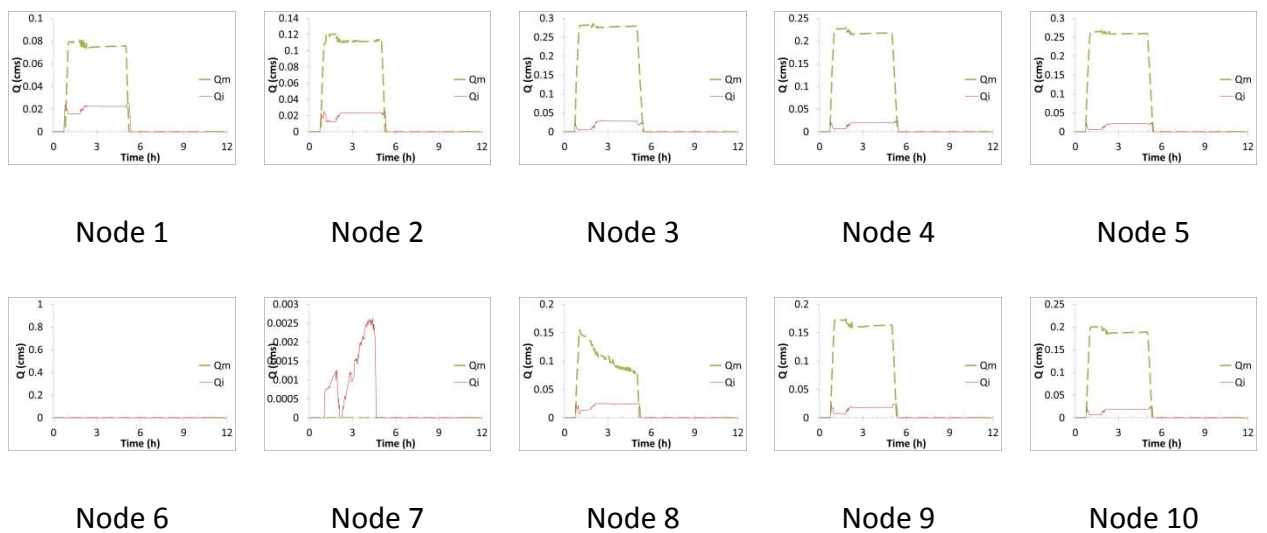 0.1
0.08
0.06
0.04
0.02
0
Q (cms)
0 3 6 9 12
Time (h)
Qm
Qi
0.14
0.12
0.1
0.08
0.06
0.04
0.02
0
Q (cms)
0 3 6 9 12
Time (h)
Qm
Qi
0.3
0.25
0.2
0.15
0.1
0.05
0
Q (cms)
0 3 6 9 12
Time (h)
Qm
Qi
0.25
0.2
0.15
0.1
0.05
0
Q (cms)
0 3 6 9 12
Time (h)
Qm
Qi
0.3
0.25
0.2
0.15
0.1
0.05
0
Q (cms)
0 3 6 9 12
Time (h)
Qm
Qi
Node 1 Node 2 Node 3 Node 4 Node 5
1
0.8
0.6
0.4
0.2
0
Q (cms)
0 3 6 9 12
Time (h)
Qm
Qi
0.003
0.0025
0.002
0.0015
0.001
0.0005
0
Q (cms)
0 3 6 9 12
Time (h)
Qm
Qi
0.2
0.15
0.1
0.05
0
Q (cms)
0 3 6 9 12
Time (h)
Qm
Qi
0.2
0.15
0.1
0.05
0
Q (cms)
0 3 6 9 12
Time (h)
Qm
Qi
0.25
0.2
0.15
0.1
0.05
0
Q (cms)
0 3 6 9 12
Time (h)
Qm
Qi
Node 6 Node 7 Node 8 Node 9 Node 10